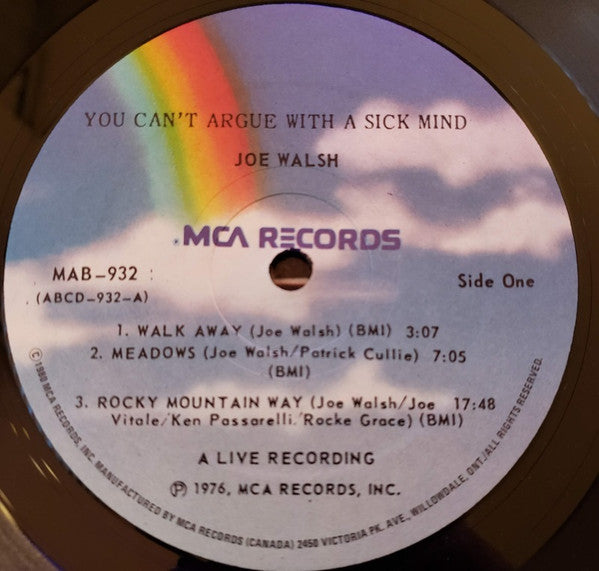 YOU CAN'T ARGUE WITH A SICK MIND
JOE WALSH
MCA RECORDS
MAB-932
(ABCD-932-A)
Side One
1. WALK AWAY (Joe Walsh) (BMI) 3:07
2. MEADOWS (Joe Walsh/Patrick Cullie) 7:05
(BMI)
3. ROCKY MOUNTAIN WAY (Joe Walsh/Joe 17:48
Vitale/Ken Passarelli/Rocke Grace) (BMI)
A LIVE RECORDING
Ⓟ 1976, MCA RECORDS, INC.
© 1980 MCA RECORDS, INC. MANUFACTURED BY MCA RECORDS (CANADA) 2450 VICTORIA PK. AVE., WILLOWDALE, ONT./ALL RIGHTS RESERVED.